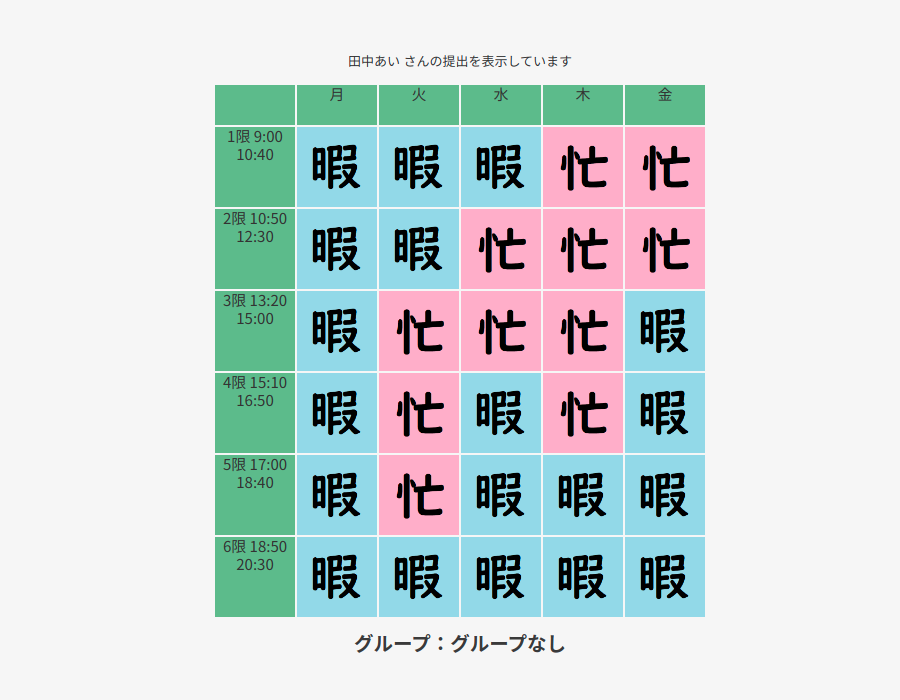 田中あい さんの提出を表示しています
月 火 水 木 金
1限 9:00
10:40
暇 暇 暇 忙 忙
2限 10:50
12:30
暇 暇 忙 忙 忙
3限 13:20
15:00
暇 忙 忙 忙 暇
4限 15:10
16:50
暇 忙 暇 忙 暇
5限 17:00
18:40
暇 忙 暇 暇 暇
6限 18:50
20:30
暇 暇 暇 暇 暇
グループ：グループなし